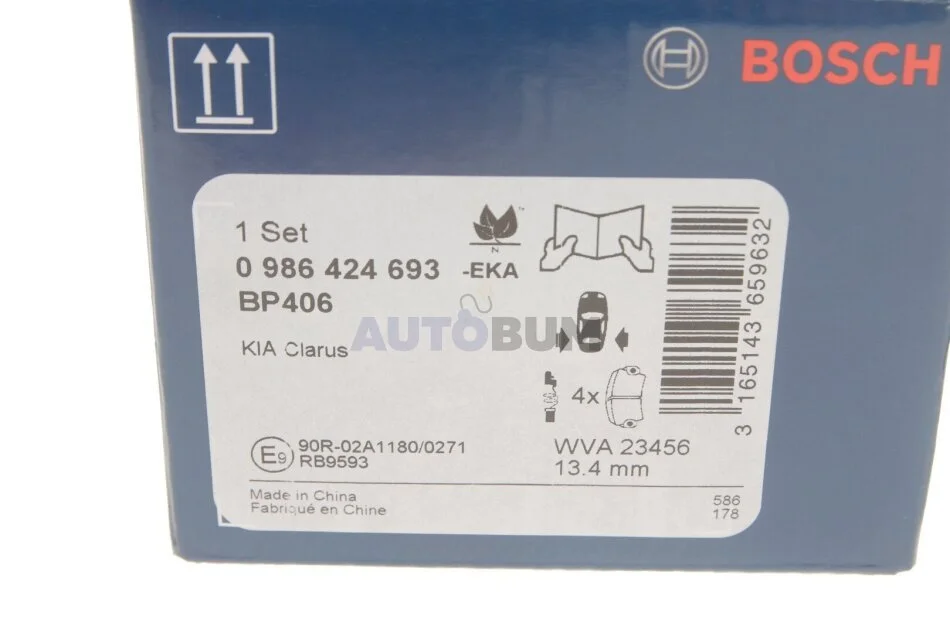 BOSCH
1 Set
0 986 424 693 -EKA
N
BP406
AUTOBUM
KIA Clarus
4x
3 165143 659632
E9 90R-02A1180/0271
RB9593
WVA 23456
13.4 mm
Made in China
Fabriqué en Chine
586
178